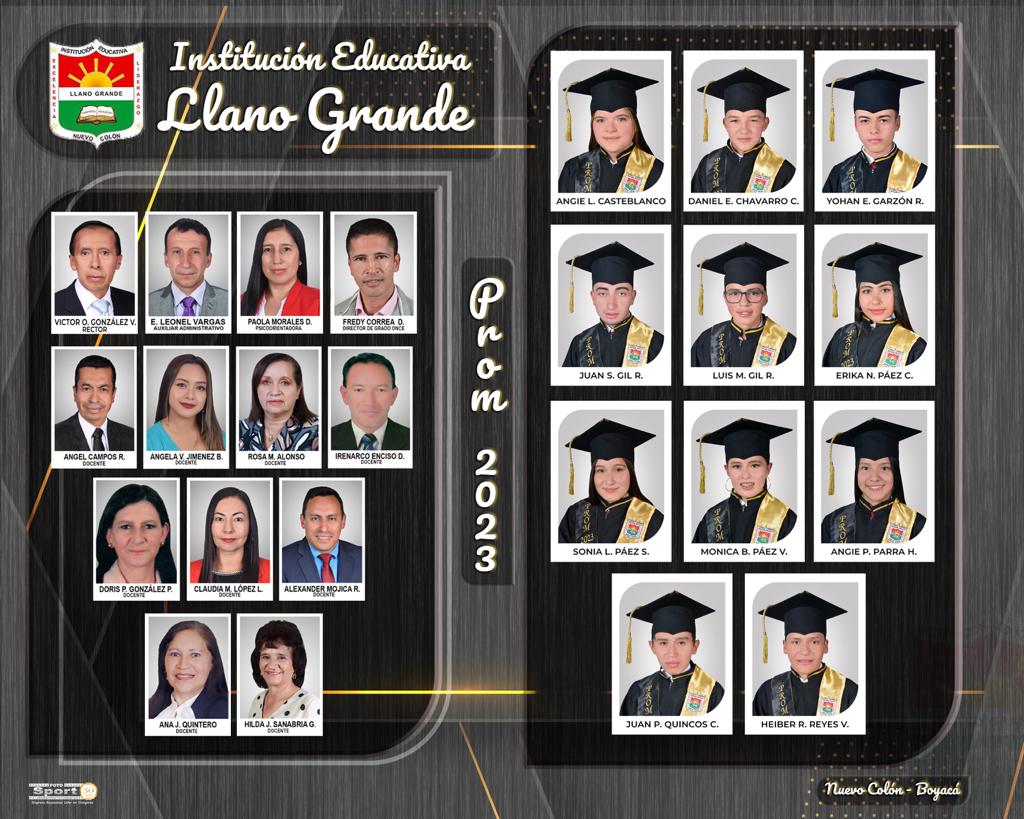 INSTITUCIÓN EDUCATIVA
EXCELENCIA
LIDERAZGO
LLANO GRANDE
NUEVO COLÓN
Institución Educativa
Llano Grande
VICTOR O. GONZÁLEZ V.
RECTOR
E. LEONEL VARGAS
AUXILIAR ADMINISTRATIVO
PAOLA MORALES D.
PSICOORIENTADORA
FREDY CORREA D.
DIRECTOR DE GRADO ONCE
ANGEL CAMPOS R.
DOCENTE
ANGELA V. JIMENEZ B.
DOCENTE
ROSA M. ALONSO
DOCENTE
IRENARCO ENCISO D.
DOCENTE
DORIS P. GONZÁLEZ P.
DOCENTE
CLAUDIA M. LÓPEZ L.
DOCENTE
ALEXANDER MOJICA R.
DOCENTE
ANA J. QUINTERO
DOCENTE
HILDA J. SANABRIA G.
DOCENTE
Prom 2023
ANGIE L. CASTEBLANCO
DANIEL E. CHAVARRO C.
YOHAN E. GARZÓN R.
JUAN S. GIL R.
LUIS M. GIL R.
ERIKA N. PÁEZ C.
SONIA L. PÁEZ S.
MONICA B. PÁEZ V.
ANGIE P. PARRA H.
JUAN P. QUINCOS C.
HEIBER R. REYES V.
FOTO
Sport
Nuevo Colón - Boyacá